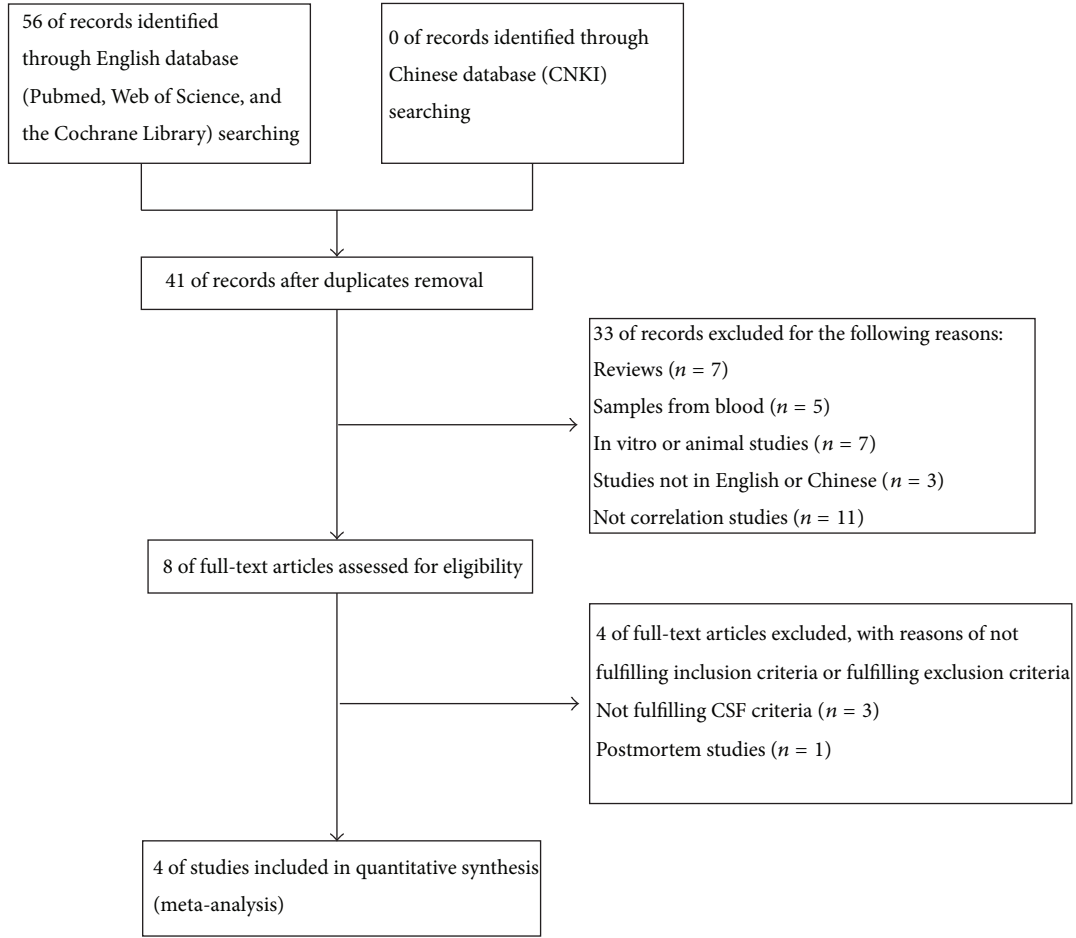 56 of records identified
through English database
(Pubmed, Web of Science, and
the Cochrane Library) searching
0 of records identified through
Chinese database (CNKI)
searching
41 of records after duplicates removal
33 of records excluded for the following reasons:
Reviews (n = 7)
Samples from blood (n = 5)
In vitro or animal studies (n = 7)
Studies not in English or Chinese (n = 3)
Not correlation studies (n = 11)
8 of full-text articles assessed for eligibility
4 of full-text articles excluded, with reasons of not
fulfilling inclusion criteria or fulfilling exclusion criteria
Not fulfilling CSF criteria (n = 3)
Postmortem studies (n = 1)
4 of studies included in quantitative synthesis
(meta-analysis)